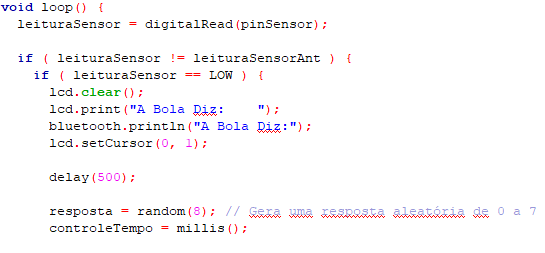 void loop() {
  leituraSensor = digitalRead(pinSensor);

  if ( leituraSensor != leituraSensorAnt ) {
    if ( leituraSensor == LOW ) {
      lcd.clear();
      lcd.print("A Bola Diz:    ");
      bluetooth.println("A Bola Diz:");
      lcd.setCursor(0, 1);

      delay(500);

      resposta = random(8); // Gera uma resposta aleatória de 0 a 7
      controleTempo = millis();